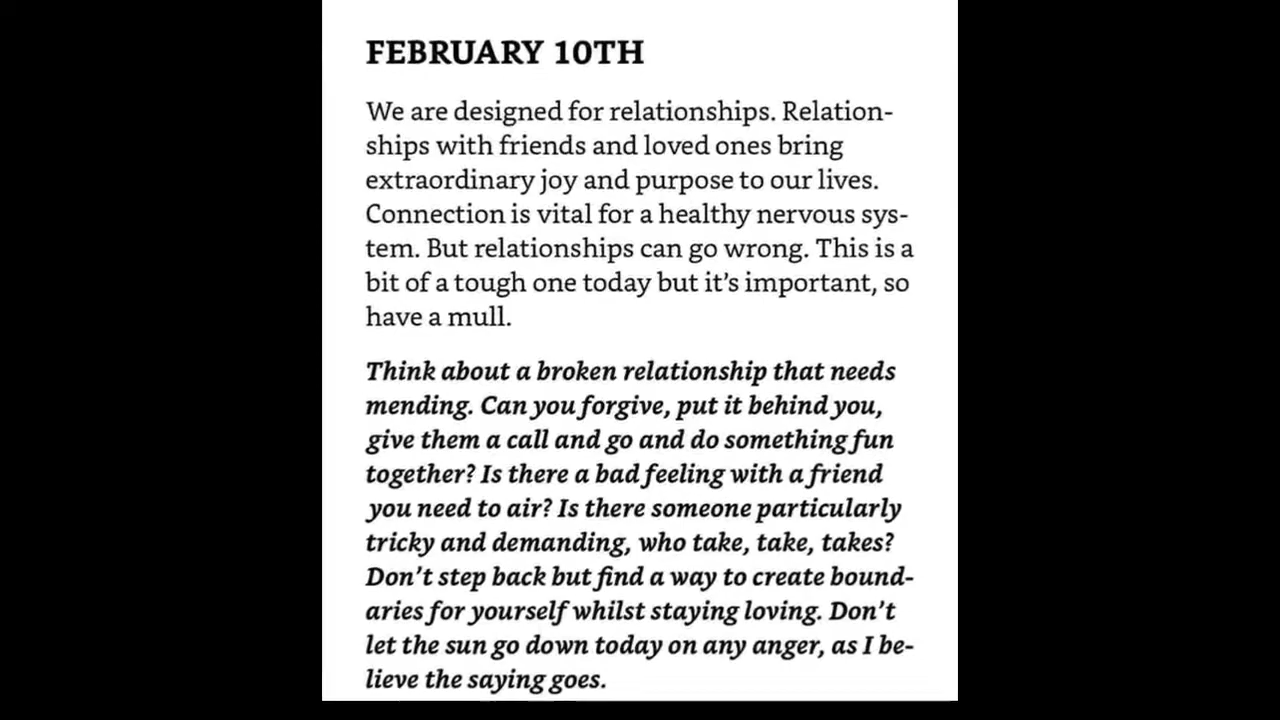 FEBRUARY 10TH
We are designed for relationships. Relation-
ships with friends and loved ones bring
extraordinary joy and purpose to our lives.
Connection is vital for a healthy nervous sys-
tem. But relationships can go wrong. This is a
bit of a tough one today but it’s important, so
have a mull.
Think about a broken relationship that needs
mending. Can you forgive, put it behind you,
give them a call and go and do something fun
together? Is there a bad feeling with a friend
you need to air? Is there someone particularly
tricky and demanding, who take, take, takes?
Don’t step back but find a way to create bound-
aries for yourself whilst staying loving. Don’t
let the sun go down today on any anger, as I be-
lieve the saying goes.